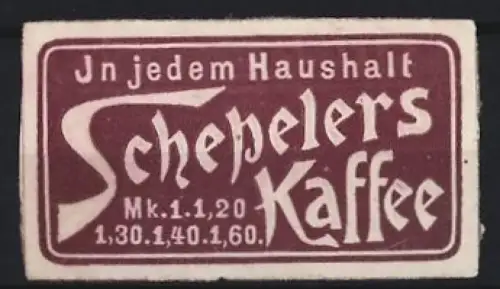 Jn jedem Haushalt
Schepelers
Kaffee
Mk.1.1,20
1,30.1,40.1,60.